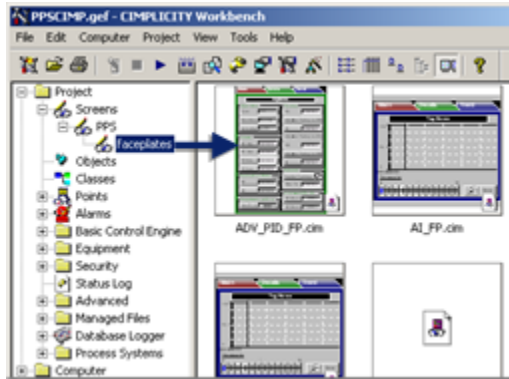 PPSCIMP.gef - CIMPLICITY Workbench
File Edit Computer Project View Tools Help
Project
Screens
PPS
faceplates
Objects
Classes
Points
Alarms
Basic Control Engine
Equipment
Security
Status Log
Advanced
Managed Files
Database Logger
Process Systems
Computer
ADV_PID_FP.cim
AI_FP.cim